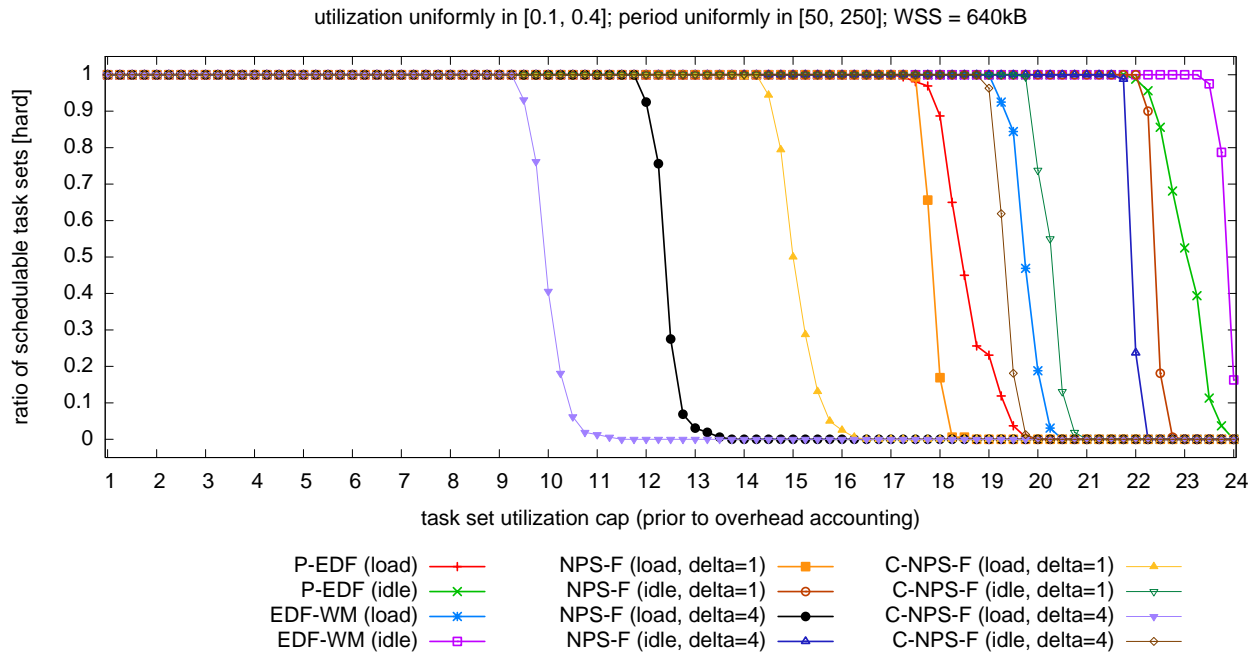 utilization uniformly in [0.1, 0.4]; period uniformly in [50, 250]; WSS = 640kB
1
0.9
0.8
0.7
0.6
0.5
0.4
0.3
0.2
0.1
0
ratio of schedulable task sets [hard]
1 2 3 4 5 6 7 8 9 10 11 12 13 14 15 16 17 18 19 20 21 22 23 24
task set utilization cap (prior to overhead accounting)
P-EDF (load) NPS-F (load, delta=1) C-NPS-F (load, delta=1)
P-EDF (idle) NPS-F (idle, delta=1) C-NPS-F (idle, delta=1)
EDF-WM (load) NPS-F (load, delta=4) C-NPS-F (load, delta=4)
EDF-WM (idle) NPS-F (idle, delta=4) C-NPS-F (idle, delta=4)